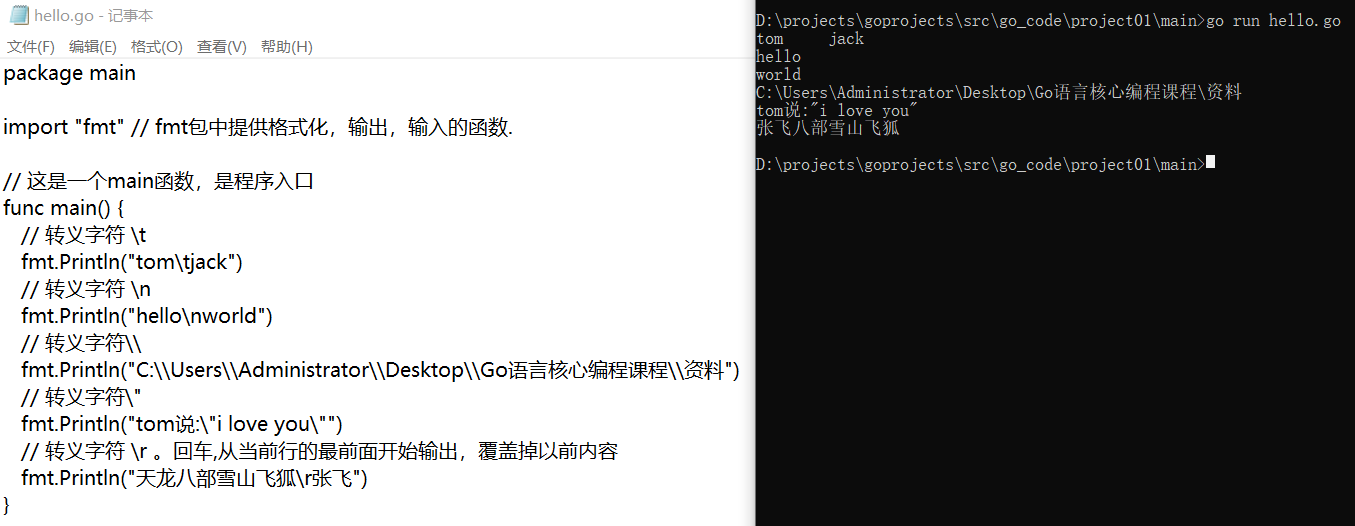 hello.go - 记事本
文件(F) 编辑(E) 格式(O) 查看(V) 帮助(H)
package main
import "fmt" // fmt包中提供格式化，输出，输入的函数.
// 这是一个main函数，是程序入口
func main() {
// 转义字符 \t
fmt.Println("tom\tjack")
// 转义字符 \n
fmt.Println("hello\nworld")
// 转义字符\\
fmt.Println("C:\\Users\\Administrator\\Desktop\\Go语言核心编程课程\\资料")
// 转义字符\"
fmt.Println("tom说:\"i love you\"")
// 转义字符 \r 。回车,从当前行的最前面开始输出，覆盖掉以前内容
fmt.Println("天龙八部雪山飞狐\r张飞")
}
D:\projects\goprojects\src\go_code\project01\main>go run hello.go
tom     jack
hello
world
C:\Users\Administrator\Desktop\Go语言核心编程课程\资料
tom说:"i love you"
张飞八部雪山飞狐
D:\projects\goprojects\src\go_code\project01\main>